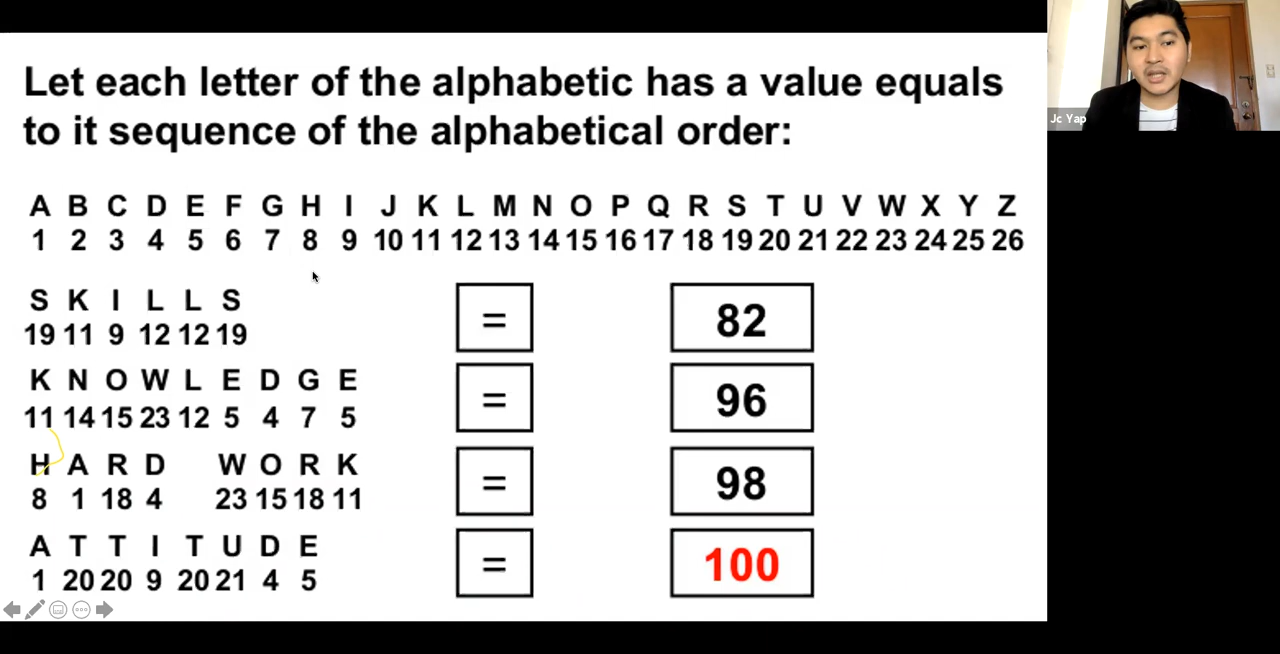 Let each letter of the alphabetic has a value equals
to it sequence of the alphabetical order:
Jc Yap
A B C D E F G H I J K L M N O P Q R S T U V W X Y Z
1 2 3 4 5 6 7 8 9 10 11 12 13 14 15 16 17 18 19 20 21 22 23 24 25 26
S K I L L S
19 11 9 12 12 19
= 82
K N O W L E D G E
11 14 15 23 12 5 4 7 5
= 96
H A R D W O R K
8 1 18 4 23 15 18 11
= 98
A T T I T U D E
1 20 20 9 20 21 4 5
= 100